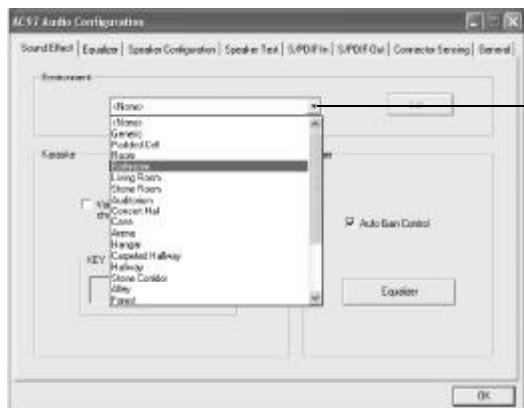 AC97 Audio Configuration
Sound Effect | Equalizer | Speaker Configuration | Speaker Test | S/PDIF In | S/PDIF Out | Connector Sensing | General
Environment
<None>
<None>
Generic
Padded Cell
Room
Bathroom
Living Room
Stone Room
Auditorium
Concert Hall
Cave
Arena
Hangar
Carpeted Hallway
Hallway
Stone Corridor
Alley
Forest
Karaoke
KEY
Auto Gain Control
Equalizer
OK